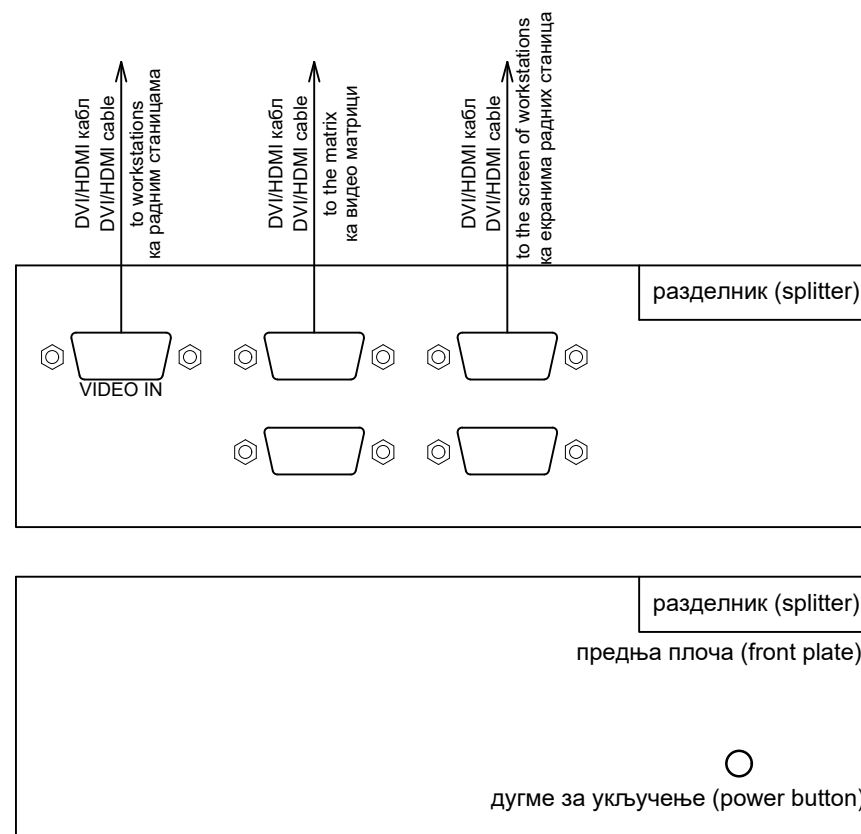 DVI/HDMI кабл
DVI/HDMI cable
to workstations
ка радним станицама
DVI/HDMI кабл
DVI/HDMI cable
to the matrix
ка видео матрици
DVI/HDMI кабл
DVI/HDMI cable
to the screen of workstations
ка екранима радних станица
разделник (splitter)
VIDEO IN
разделник (splitter)
предња плоча (front plate)
дугме за укључење (power button)